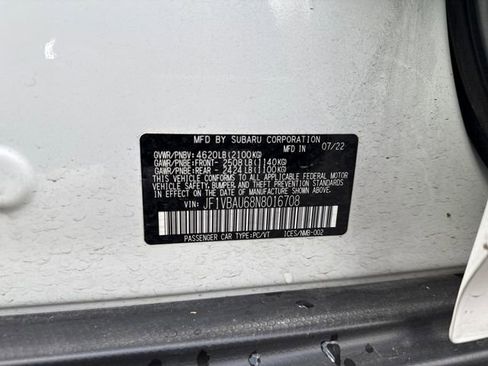 MFD BY SUBARU CORPORATION 07/22
GVWR/PNBV: 4620LB(2100KG)
GAWR/PNBE:FRONT- 2508LB(1140KG)
GAWR/PNBE:REAR - 2424LB(1100KG)
THIS VEHICLE CONFORMS TO ALL APPLICABLE FEDERAL MOTOR
VEHICLE SAFETY, BUMPER, AND THEFT PREVENTION STANDARDS
IN EFFECT ON THE DATE OF MANUFACTURE SHOWN ABOVE.
VIN: JF1VBAU68N8016708
PASSENGER CAR TYPE:PC/VT ICES/NMB-002